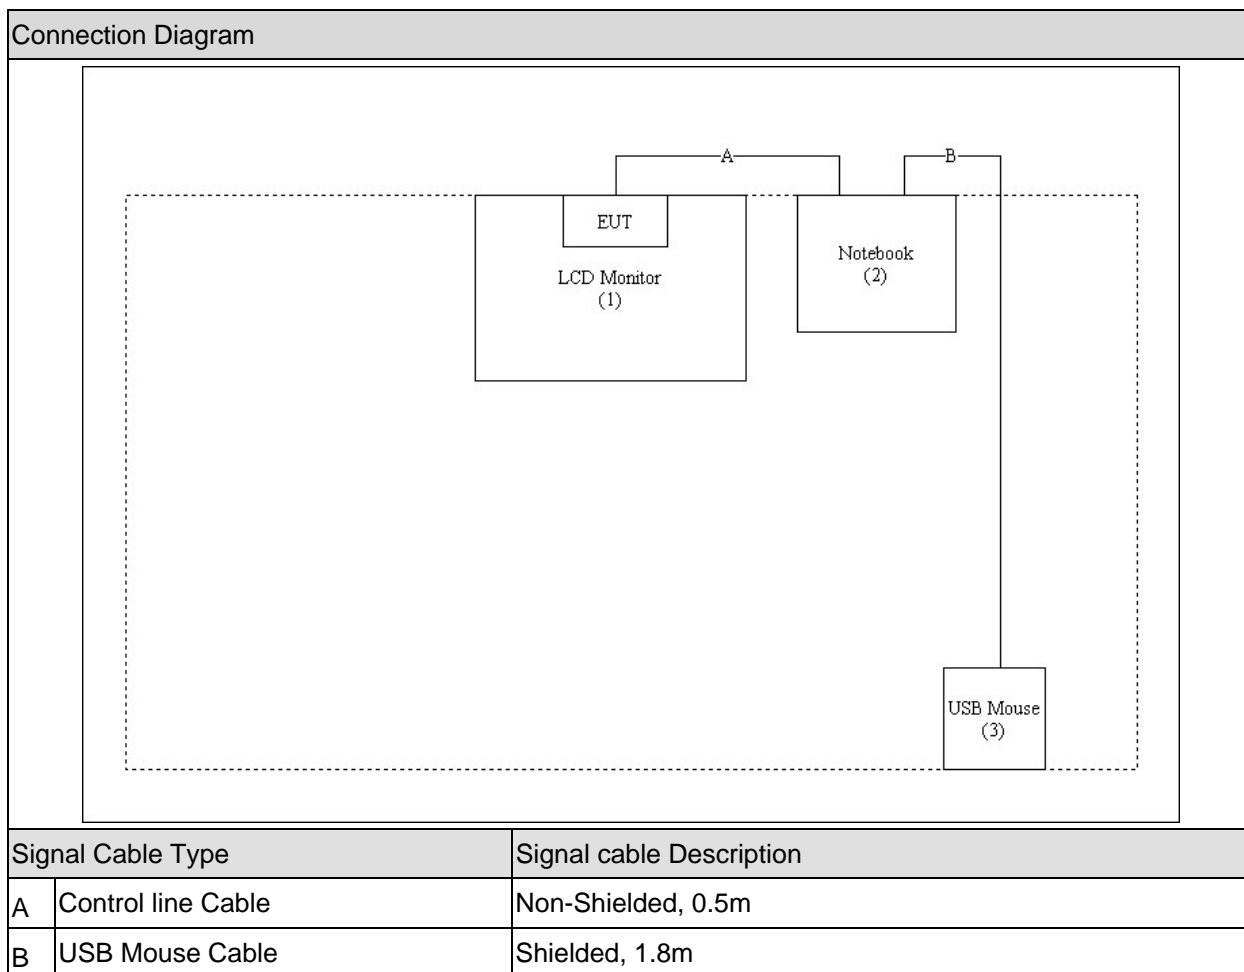 Connection Diagram
A
B
EUT
LCD Monitor
(1)
Notebook
(2)
USB Mouse
(3)
Signal Cable Type Signal cable Description
A Control line Cable Non-Shielded, 0.5m
B USB Mouse Cable Shielded, 1.8m